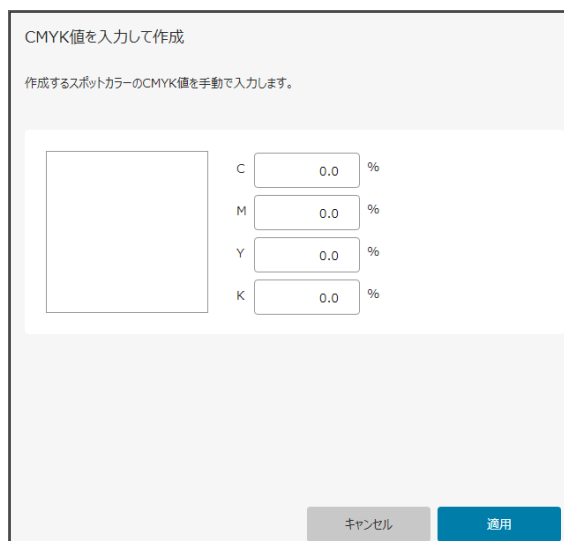 CMYK値を入力して作成
作成するスポットカラーのCMYK値を手動で入力します。
C 0.0 %
M 0.0 %
Y 0.0 %
K 0.0 %
キャンセル 適用